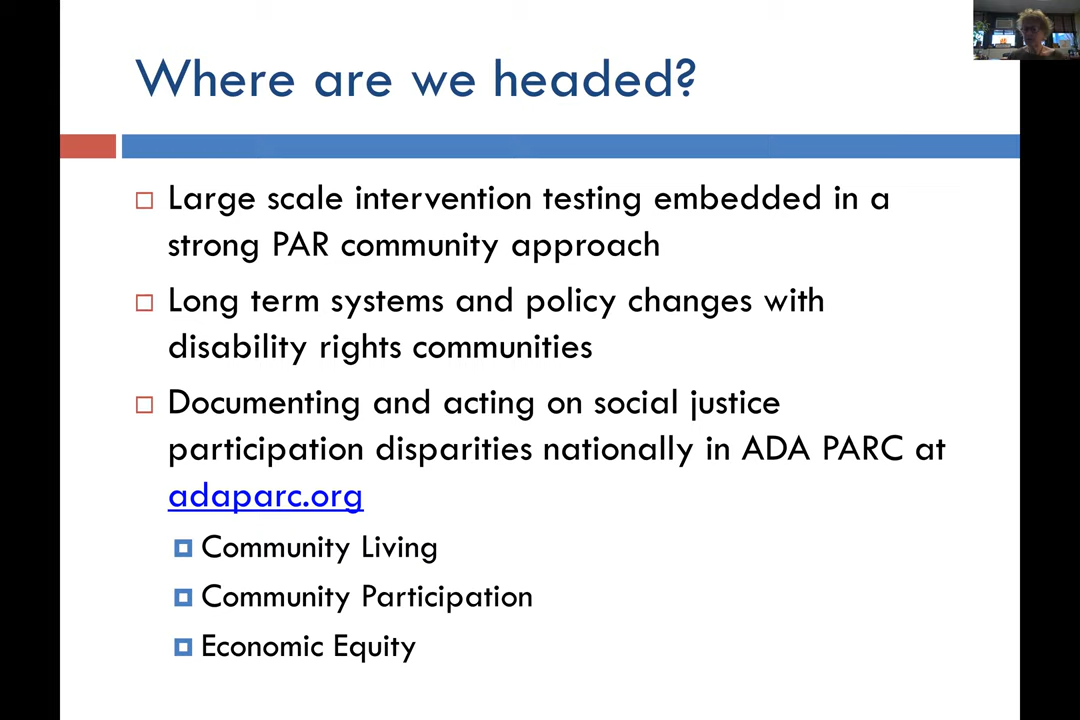 Where are we headed?
Large scale intervention testing embedded in a
strong PAR community approach
Long term systems and policy changes with
disability rights communities
Documenting and acting on social justice
participation disparities nationally in ADA PARC at
adaparc.org
Community Living
Community Participation
Economic Equity